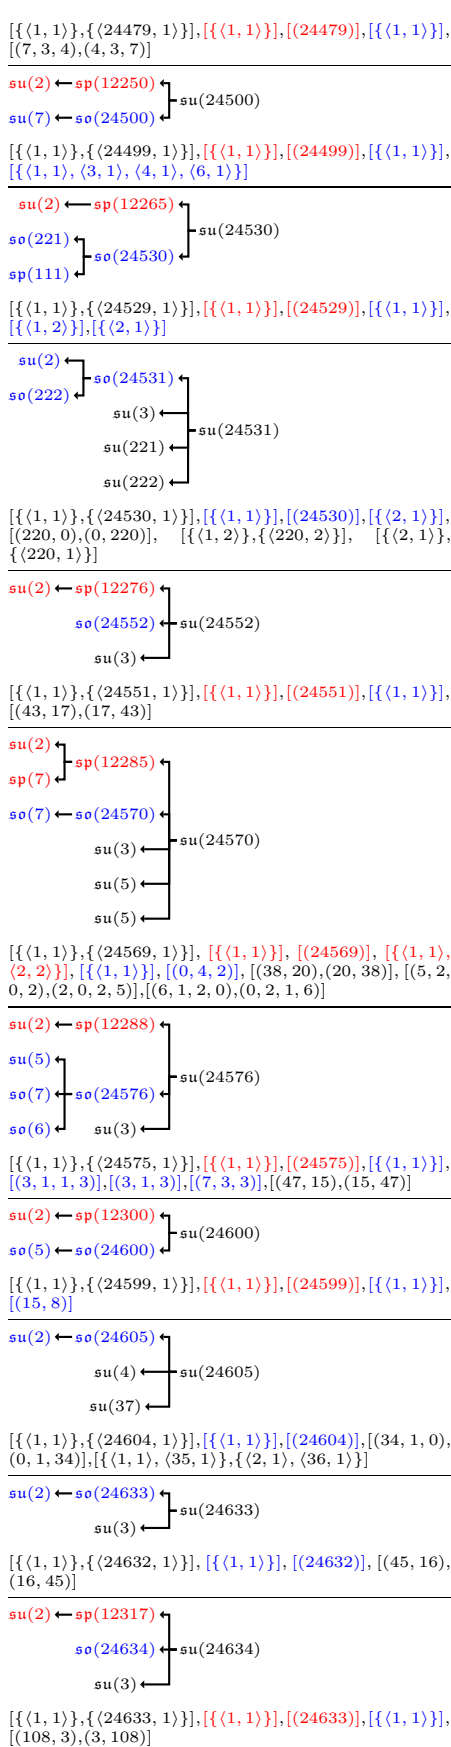 [{⟨1, 1⟩},{⟨24479, 1⟩}],[{⟨1, 1⟩}],[(24479)],[{⟨1, 1⟩}],
[(7, 3, 4),(4, 3, 7)]
𝔰𝔲(2) 𝔰𝔭(12250)
𝔰𝔲(24500)
𝔰𝔲(7) 𝔰𝔬(24500)
[{⟨1, 1⟩},{⟨24499, 1⟩}],[{⟨1, 1⟩}],[(24499)],[{⟨1, 1⟩}],
[{⟨1, 1⟩, ⟨3, 1⟩, ⟨4, 1⟩, ⟨6, 1⟩}]
𝔰𝔲(2) 𝔰𝔭(12265)
𝔰𝔲(24530)
𝔰𝔬(221)
𝔰𝔬(24530)
𝔰𝔭(111)
[{⟨1, 1⟩},{⟨24529, 1⟩}],[{⟨1, 1⟩}],[(24529)],[{⟨1, 1⟩}],
[{⟨1, 2⟩}],[{⟨2, 1⟩}]
𝔰𝔲(2)
𝔰𝔬(24531)
𝔰𝔬(222)
𝔰𝔲(3)
𝔰𝔲(24531)
𝔰𝔲(221)
𝔰𝔲(222)
[{⟨1, 1⟩},{⟨24530, 1⟩}],[{⟨1, 1⟩}],[(24530)],[{⟨2, 1⟩}],
[(220, 0),(0, 220)], [{⟨1, 2⟩},{⟨220, 2⟩}], [{⟨2, 1⟩},
{⟨220, 1⟩}]
𝔰𝔲(2) 𝔰𝔭(12276)
𝔰𝔬(24552) 𝔰𝔲(24552)
𝔰𝔲(3)
[{⟨1, 1⟩},{⟨24551, 1⟩}],[{⟨1, 1⟩}],[(24551)],[{⟨1, 1⟩}],
[(43, 17),(17, 43)]
𝔰𝔲(2)
𝔰𝔭(12285)
𝔰𝔭(7)
𝔰𝔬(7) 𝔰𝔬(24570)
𝔰𝔲(24570)
𝔰𝔲(3)
𝔰𝔲(5)
𝔰𝔲(5)
[{⟨1, 1⟩},{⟨24569, 1⟩}], [{⟨1, 1⟩}], [(24569)], [{⟨1, 1⟩,
⟨2, 2⟩}], [{⟨1, 1⟩}], [(0, 4, 2)], [(38, 20),(20, 38)], [(5, 2,
0, 2),(2, 0, 2, 5)],[(6, 1, 2, 0),(0, 2, 1, 6)]
𝔰𝔲(2) 𝔰𝔭(12288)
𝔰𝔲(5)
𝔰𝔲(24576)
𝔰𝔬(7) 𝔰𝔬(24576)
𝔰𝔬(6) 𝔰𝔲(3)
[{⟨1, 1⟩},{⟨24575, 1⟩}],[{⟨1, 1⟩}],[(24575)],[{⟨1, 1⟩}],
[(3, 1, 1, 3)],[(3, 1, 3)],[(7, 3, 3)],[(47, 15),(15, 47)]
𝔰𝔲(2) 𝔰𝔭(12300)
𝔰𝔲(24600)
𝔰𝔬(5) 𝔰𝔬(24600)
[{⟨1, 1⟩},{⟨24599, 1⟩}],[{⟨1, 1⟩}],[(24599)],[{⟨1, 1⟩}],
[(15, 8)]
𝔰𝔲(2) 𝔰𝔬(24605)
𝔰𝔲(4) 𝔰𝔲(24605)
𝔰𝔲(37)
[{⟨1, 1⟩},{⟨24604, 1⟩}],[{⟨1, 1⟩}],[(24604)],[(34, 1, 0),
(0, 1, 34)],[{⟨1, 1⟩, ⟨35, 1⟩},{⟨2, 1⟩, ⟨36, 1⟩}]
𝔰𝔲(2) 𝔰𝔬(24633)
𝔰𝔲(24633)
𝔰𝔲(3)
[{⟨1, 1⟩},{⟨24632, 1⟩}], [{⟨1, 1⟩}], [(24632)], [(45, 16),
(16, 45)]
𝔰𝔲(2) 𝔰𝔭(12317)
𝔰𝔬(24634) 𝔰𝔲(24634)
𝔰𝔲(3)
[{⟨1, 1⟩},{⟨24633, 1⟩}],[{⟨1, 1⟩}],[(24633)],[{⟨1, 1⟩}],
[(108, 3),(3, 108)]